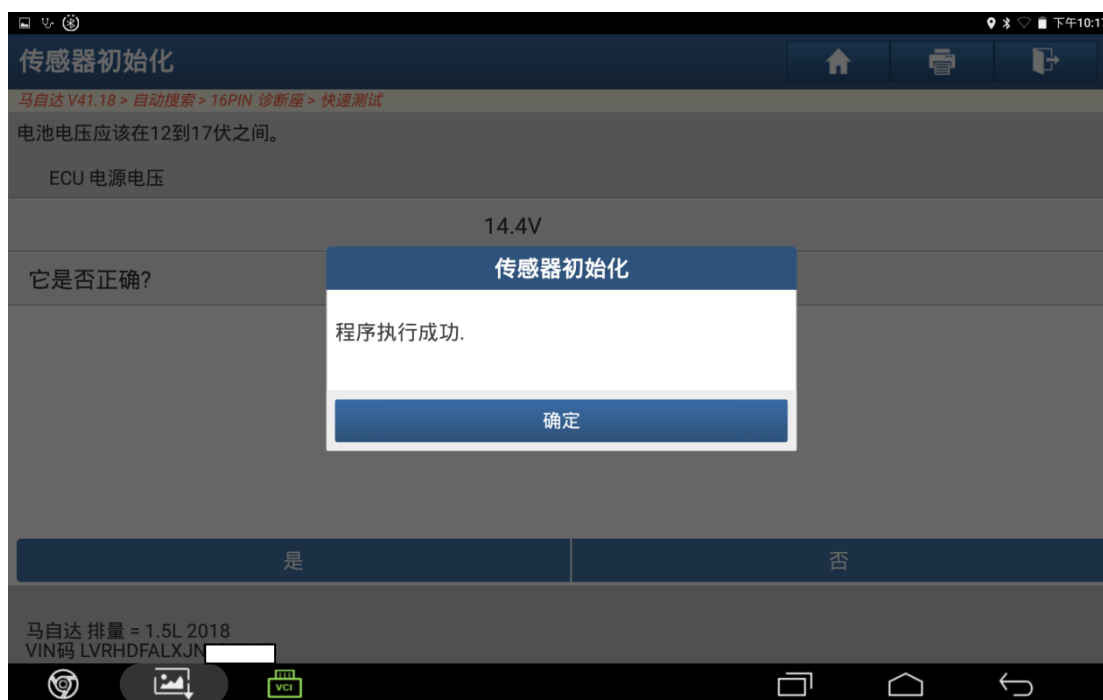 下午10:17
传感器初始化
马自达 V41.18 > 自动搜索 > 16PIN 诊断座 > 快速测试
电池电压应该在12到17伏之间。
ECU 电源电压
14.4V
它是否正确?
传感器初始化
程序执行成功.
确定
是
否
马自达 排量 = 1.5L 2018
VIN码 LVRHDFALXJN
VCI